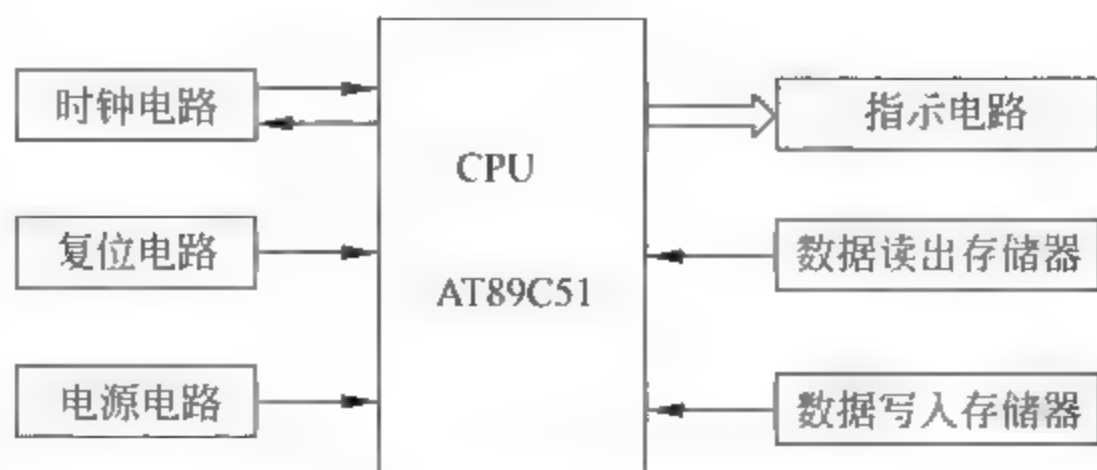 时钟电路
复位电路
电源电路
CPU
AT89C51
指示电路
数据读出存储器
数据写入存储器